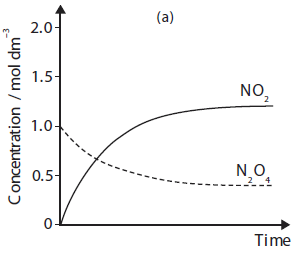 (a)
Concentration / mol dm⁻³
2.0
1.5
1.0
0.5
0
NO₂
N₂O₄
Time